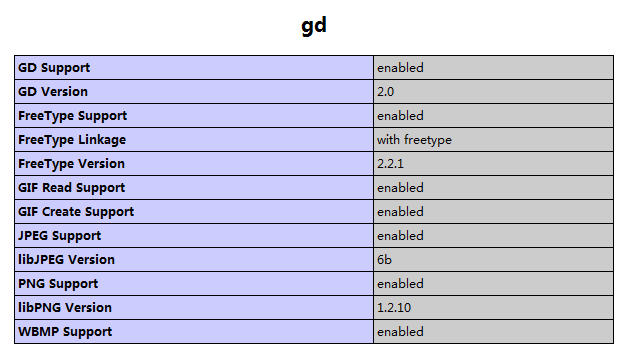 gd
GD Support enabled
GD Version 2.0
FreeType Support enabled
FreeType Linkage with freetype
FreeType Version 2.2.1
GIF Read Support enabled
GIF Create Support enabled
JPEG Support enabled
libJPEG Version 6b
PNG Support enabled
libPNG Version 1.2.10
WBMP Support enabled